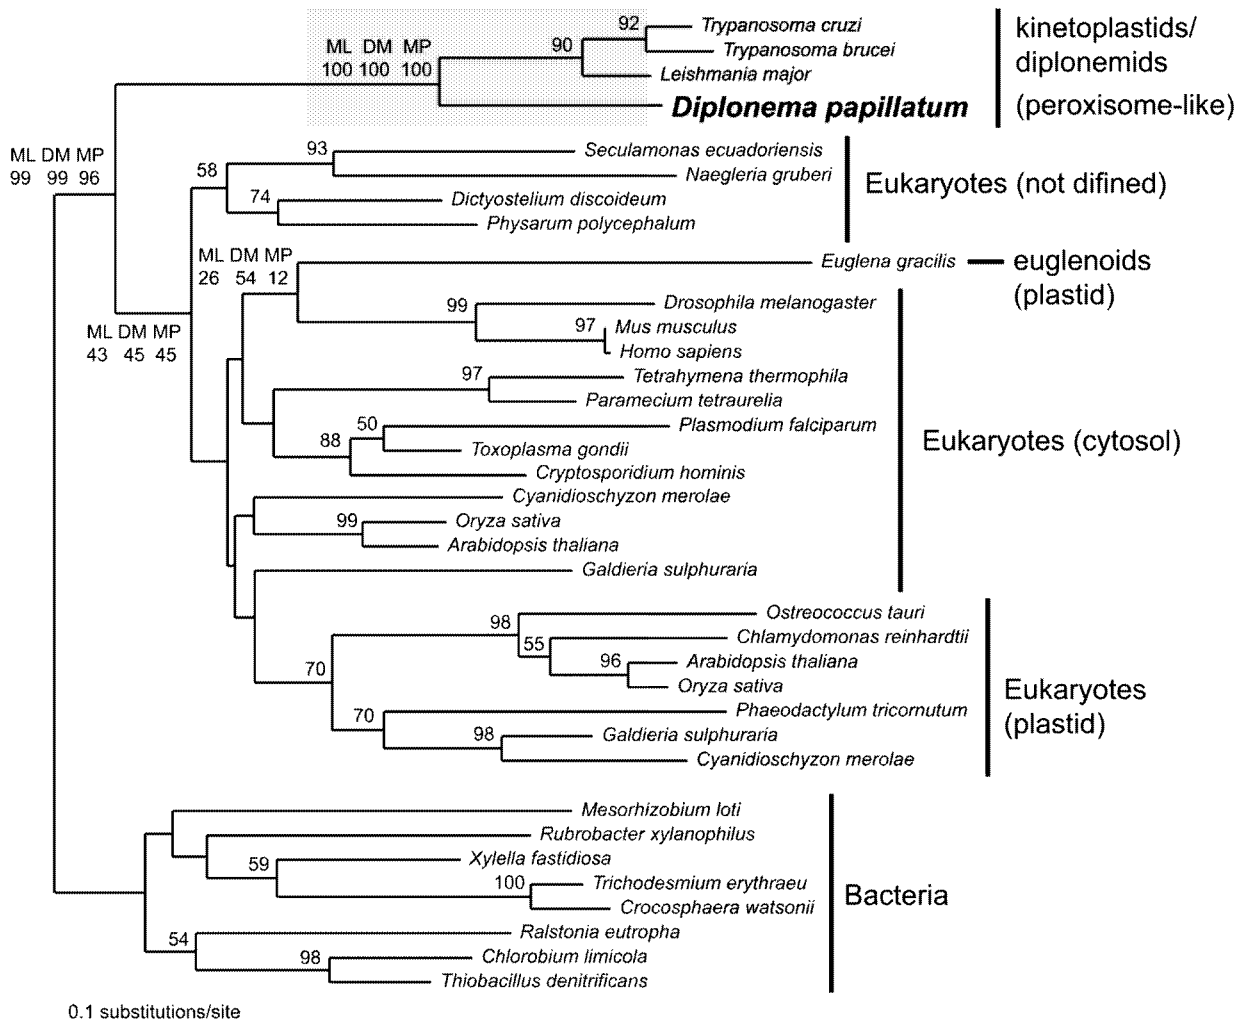 92
Trypanosoma cruzi
90
Trypanosoma brucei
Leishmania major
ML DM MP
100 100 100
Diplonema papillatum
kinetoplastids/
diplonemids
(peroxisome-like)
ML DM MP
99 99 96
93
Seculamonas ecuadoriensis
58
Naegleria gruberi
74
Dictyostelium discoideum
Physarum polycephalum
Eukaryotes (not difined)
ML DM MP
26 54 12
Euglena gracilis
euglenoids
(plastid)
99
Drosophila melanogaster
97
Mus musculus
Homo sapiens
ML DM MP
43 45 45
97
Tetrahymena thermophila
Paramecium tetraurelia
50
Plasmodium falciparum
88
Toxoplasma gondii
Cryptosporidium hominis
Eukaryotes (cytosol)
Cyanidioschyzon merolae
99
Oryza sativa
Arabidopsis thaliana
Galdieria sulphuraria
98
Ostreococcus tauri
55
Chlamydomonas reinhardtii
96
Arabidopsis thaliana
Oryza sativa
70
70
Phaeodactylum tricornutum
98
Galdieria sulphuraria
Cyanidioschyzon merolae
Eukaryotes
(plastid)
Mesorhizobium loti
Rubrobacter xylanophilus
59
Xylella fastidiosa
100
Trichodesmium erythraeu
Crocosphaera watsonii
54
Ralstonia eutropha
98
Chlorobium limicola
Thiobacillus denitrificans
Bacteria
0.1 substitutions/site